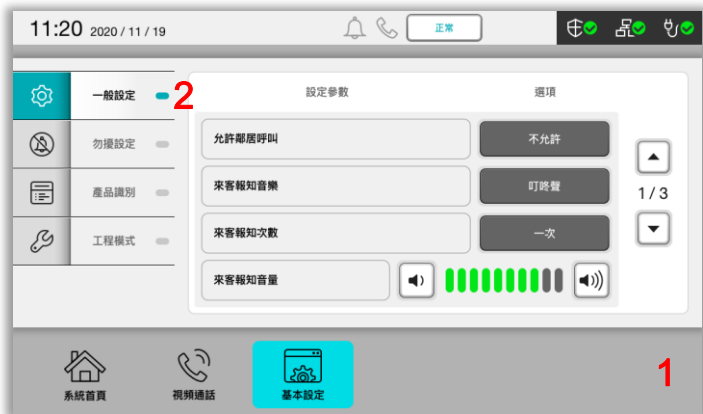 11:20 2020 / 11 / 19
正常
一般設定
2
設定參數
選項
勿擾設定
允許鄰居呼叫
不允許
產品識別
來客報知音樂
叮咚聲
1 / 3
工程模式
來客報知次數
一次
來客報知音量
系統首頁
視頻通話
基本設定
1